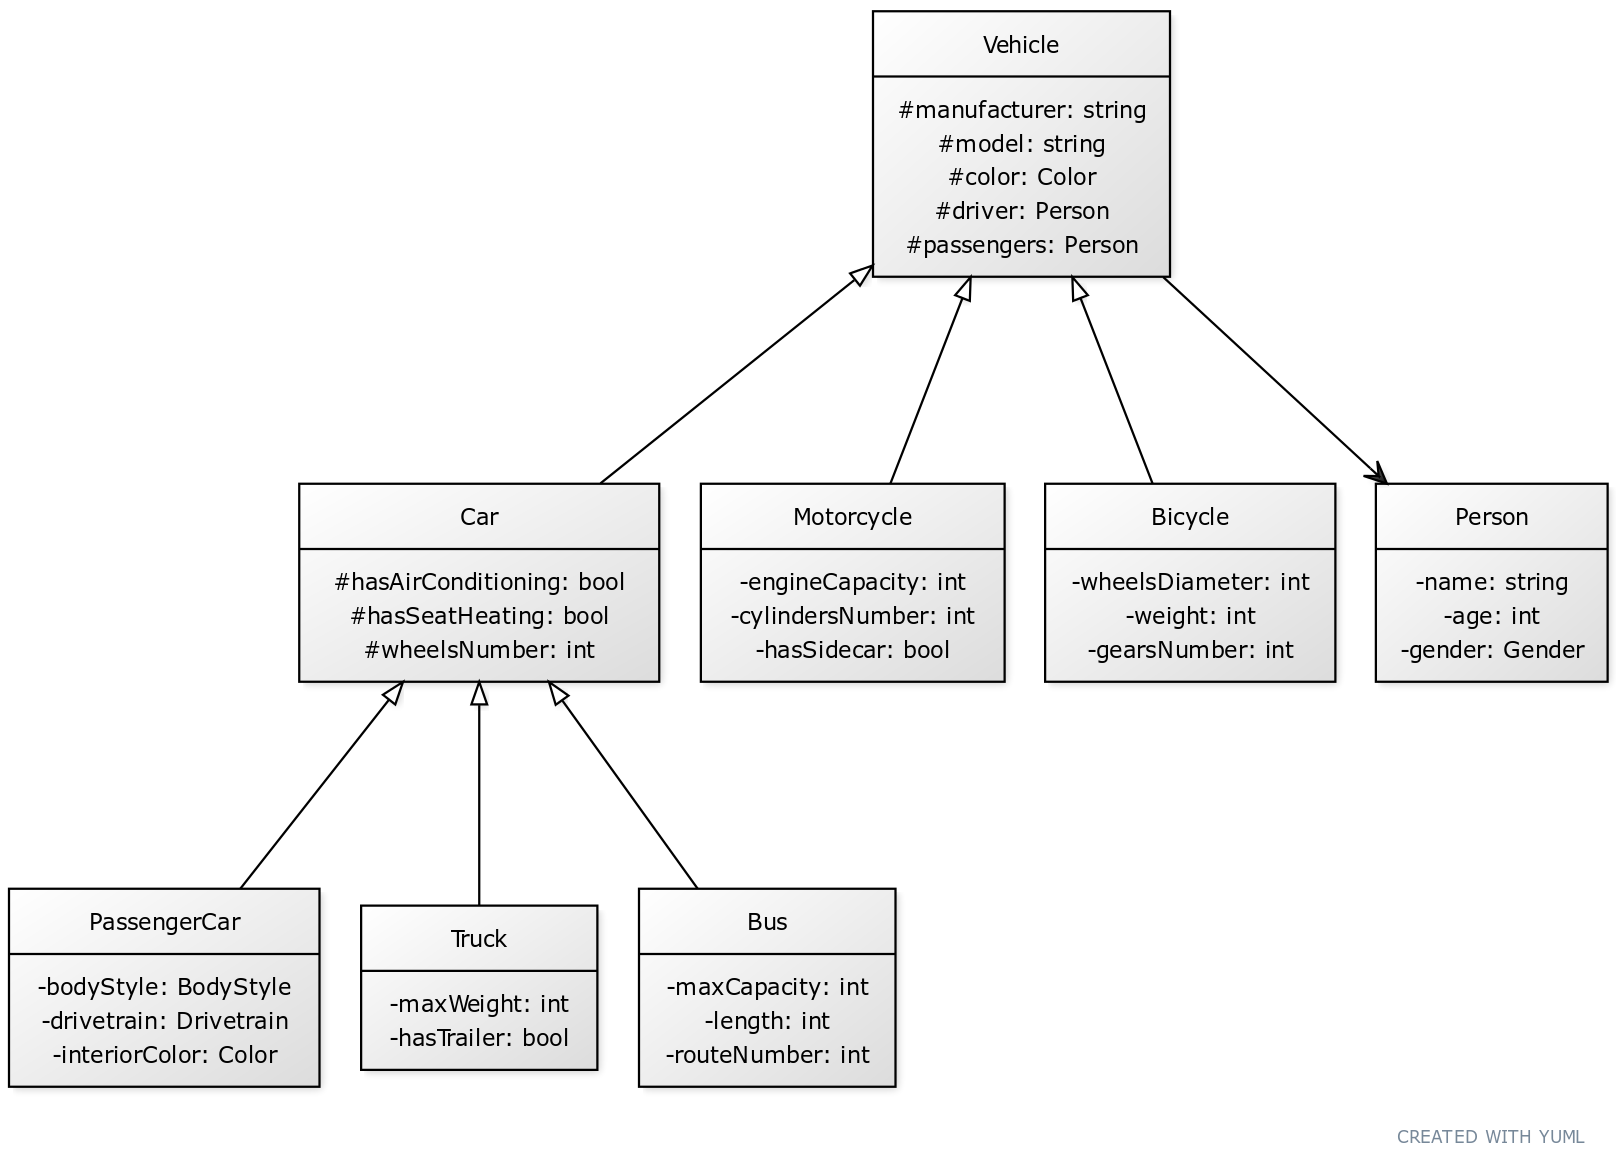 Vehicle
#manufacturer: string
#model: string
#color: Color
#driver: Person
#passengers: Person
Car
#hasAirConditioning: bool
#hasSeatHeating: bool
#wheelsNumber: int
Motorcycle
-engineCapacity: int
-cylindersNumber: int
-hasSidecar: bool
Bicycle
-wheelsDiameter: int
-weight: int
-gearsNumber: int
Person
-name: string
-age: int
-gender: Gender
PassengerCar
-bodyStyle: BodyStyle
-drivetrain: Drivetrain
-interiorColor: Color
Truck
-maxWeight: int
-hasTrailer: bool
Bus
-maxCapacity: int
-length: int
-routeNumber: int
CREATED WITH YUML